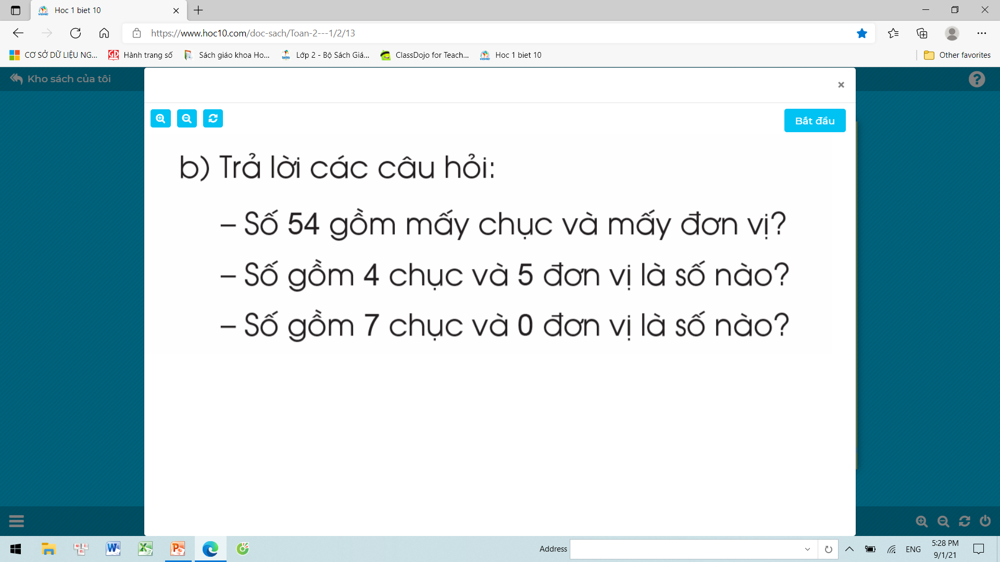 Hoc 1 biet 10
https://www.hoc10.com/doc-sach/Toan-2---1/2/13
CƠ SỞ DỮ LIỆU NG... Hành trang số Sách giáo khoa Ho... Lớp 2 - Bộ Sách Giá... ClassDojo for Teach... Hoc 1 biet 10 Other favorites
Kho sách của tôi
×
Bắt đầu
b) Trả lời các câu hỏi:
– Số 54 gồm mấy chục và mấy đơn vị?
– Số gồm 4 chục và 5 đơn vị là số nào?
– Số gồm 7 chục và 0 đơn vị là số nào?
Address
ENG
5:28 PM
9/1/21